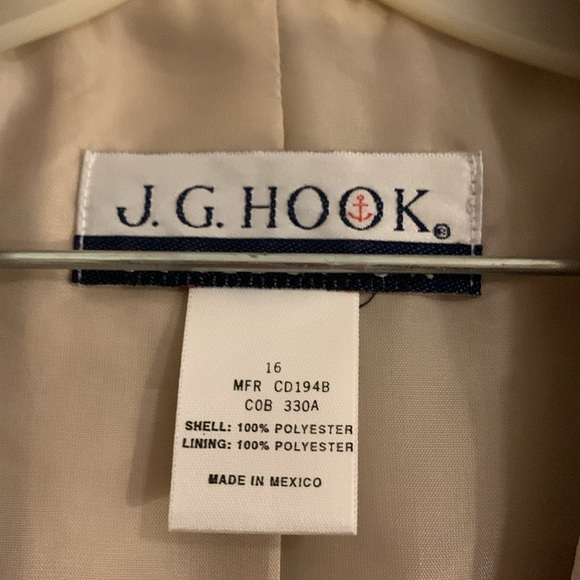 J. G. HOOK®
16
MFR CD194B
COB 330A
SHELL: 100% POLYESTER
LINING: 100% POLYESTER
MADE IN MEXICO